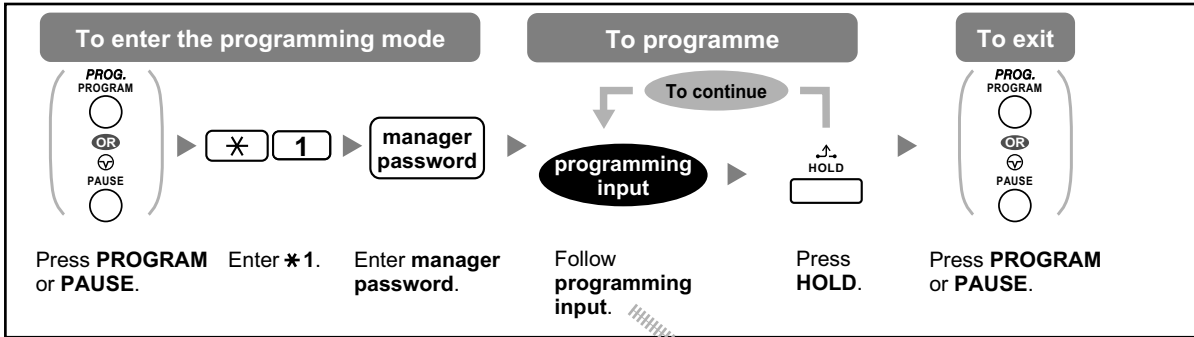 To enter the programming mode
To programme
To exit
PROG.
PROGRAM
OR
PAUSE
✱
1
manager
password
To continue
programming
input
HOLD
PROG.
PROGRAM
OR
PAUSE
Press PROGRAM
or PAUSE.
Enter ✱1.
Enter manager
password.
Follow
programming
input.
Press
HOLD.
Press PROGRAM
or PAUSE.